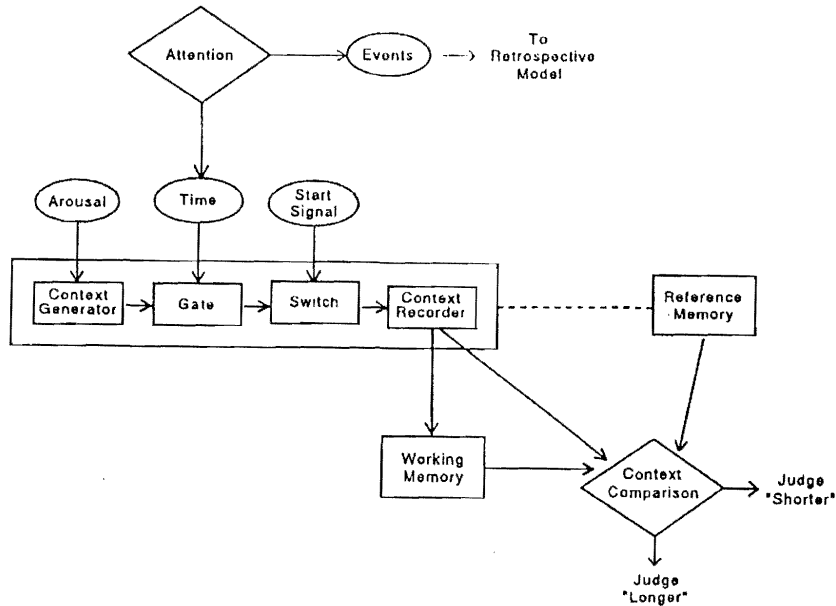 Attention
Events
To
Retrospective
Model
Arousal
Time
Start
Signal
Context
Generator
Gate
Switch
Context
Recorder
Reference
Memory
Working
Memory
Context
Comparison
Judge
"Shorter"
Judge
"Longer"